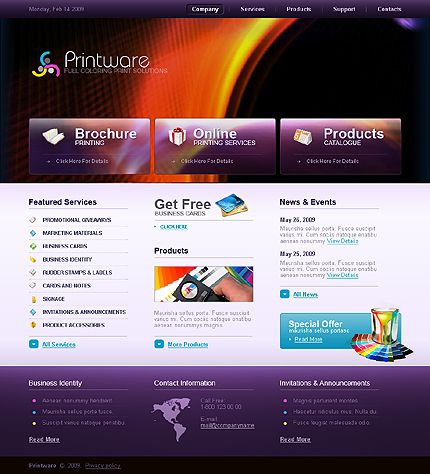 Monday, Feb 14 2009
Company
Services
Products
Support
Contacts
Printware
FULL COLORING PRINT SOLUTIONS
Brochure
PRINTING
Click Here For Details
Online
PRINTING SERVICES
Click Here For Details
Products
CATALOGUE
Click Here For Details
Featured Services
PROMOTIONAL GIVEAWAYS
MARKETING MATERIALS
BUSINESS CARDS
BUSINESS IDENTITY
RUBBER STAMPS & LABELS
CARDS AND NOTES
SIGNAGE
INVITATIONS & ANNOUNCEMENTS
PRODUCT ACCESSORIES
All Services
Get Free
BUSINESS CARDS
CLICK HERE
Products
Maurisha sellus porta. Fusce suscipit
varius mi. Cum sociis natoque enatibu
aenean nonummy magnis.
More Products
News & Events
May 26, 2009
Maurisha sellus porta. Fusce suscipit
varius mi. Cum sociis natoque enatibu
aenean nonummy View Details
May 25, 2009
Maurisha sellus porta. Fusce suscipit
varius mi. Cum sociis natoque enatibu
aenean nonummy View Details
All News
Special Offer
maurisha sellus portasc
Read More
Business Identity
Aenean nonummy hendrerit.
Maurisha sellus porta fusce.
Suscipit varius natoque penatibu.
Read More
Contact Information
Call Free:
1-800 123 00 00
E-mail:
mail@companyname
Invitations & Announcements
Magnis parturient montes.
Hascetur ridiculus mus. Nulla du.
Fusce feugiat malesuada odio.
Read More
Printware © 2009. Privacy policy